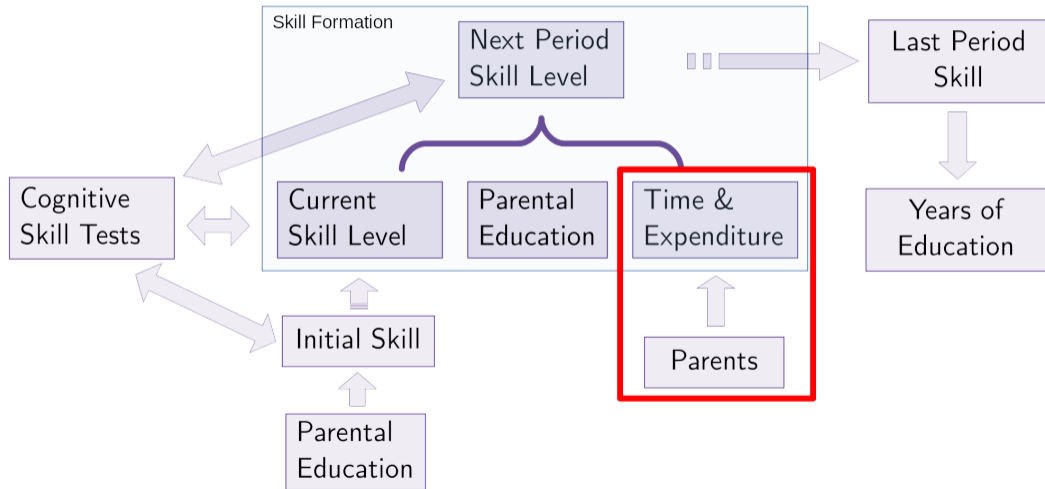 Skill Formation
Next Period
Skill Level
Last Period
Skill
Cognitive
Skill Tests
Current
Skill Level
Parental
Education
Time &
Expenditure
Years of
Education
Initial Skill
Parents
Parental
Education